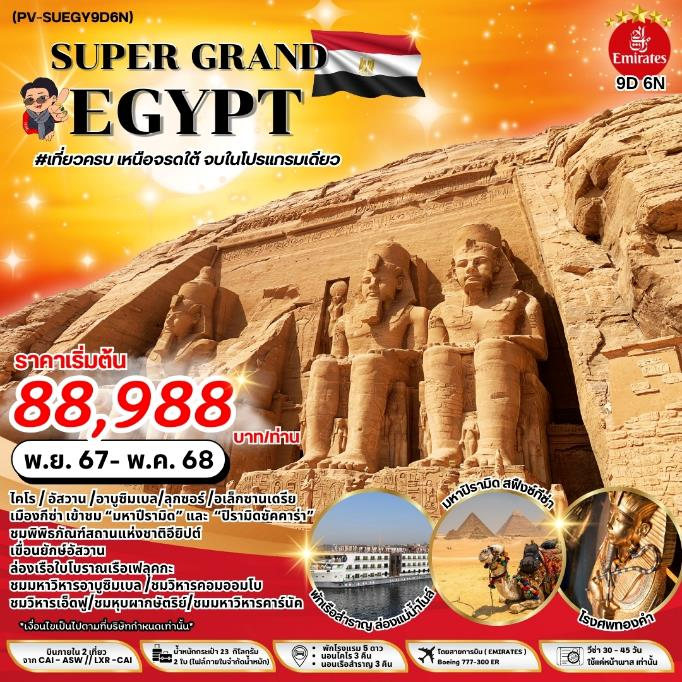 (PV-SUEGY9D6N)
SUPER GRAND
EGYPT
#เที่ยวครบ เหนือจรดใต้ จบในโปรแกรมเดียว
Emirates
9D 6N
ราคาเริ่มต้น
88,988
บาท/ท่าน
พ.ย. 67- พ.ค. 68
ไคโร / อัสวาน /อาบูซิมเบล/ลุกซอร์ /อเล็กซานเดรีย
เมืองกีซ่า เข้าชม “มหาปีรามิด” และ “ปิรามิดซัคคาร่า”
ชมพิพิธภัณฑ์สถานแห่งชาติอียิปต์
เขื่อนยักษ์อัสวาน
ล่องเรือใบโบราณเรือเฟลุคกะ
ชมมหาวิหารอาบูซิมเบล /ชมวิหารคอมออมโบ
ชมวิหารเอ็ดฟู/ชมหุบผากษัตริย์/ชมมหาวิหารคาร์นัค
*เงื่อนไขเป็นไปตามที่บริษัทกำหนดเท่านั้น*
พักเรือสำราญ ล่องแม่น้ำไนล์
มหาปิรามิด สฟิงซ์กีซ่า
โรงศพทองคำ
บินภายใน 2 เที่ยว
จาก CAI - ASW // LXR -CAI
น้ำหนักกระเป๋า 23 กิโลกรัม
2 ใบ (ไฟล์ภายในจำกัดน้ำหนัก)
พักโรงแรม 5 ดาว
นอนไคโร 3 คืน
นอนเรือสำราญ 3 คืน
โดยสายการบิน ( EMIRATES )
Boeing 777-300 ER
วีซ่า 30 - 45 วัน
ใช้แค่หน้าพาส เท่านั้น